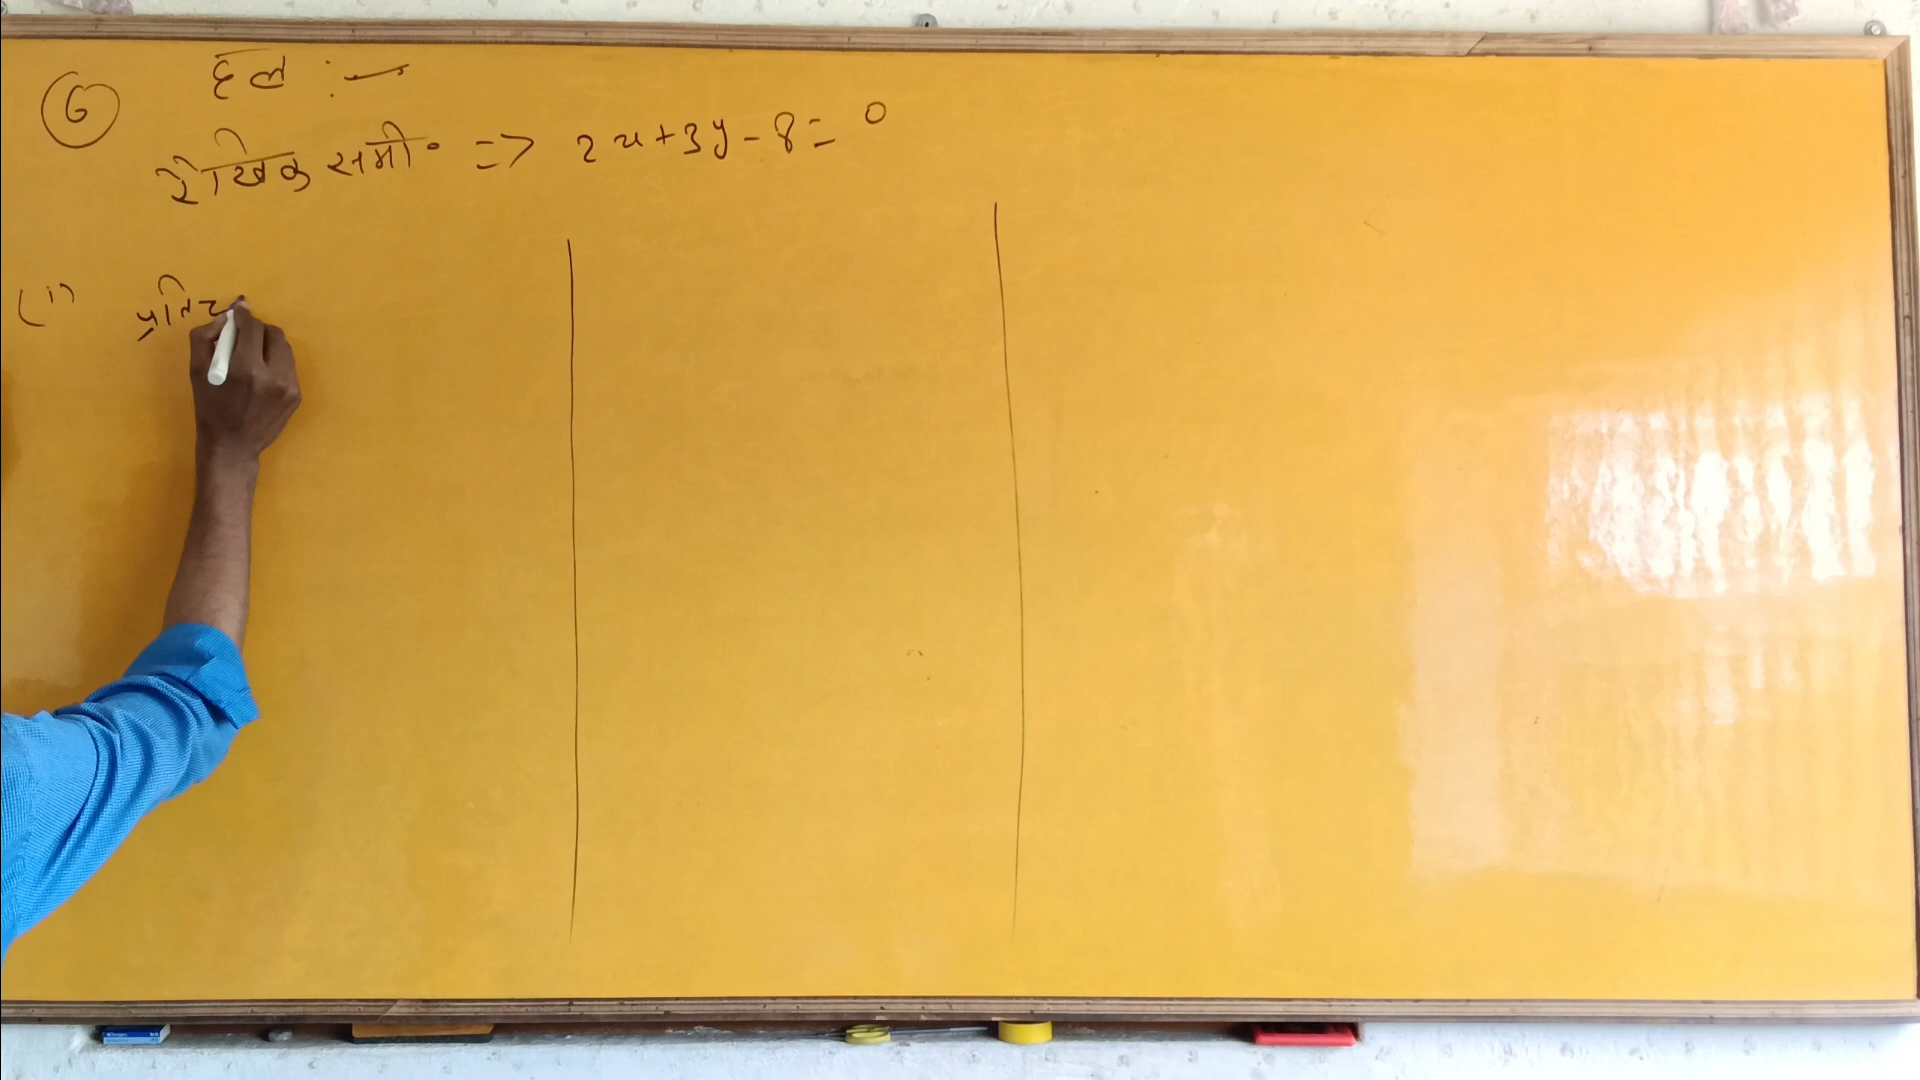 6 हल :-
रैखिक समी० => 2x+3y-8=0
(i) प्रतिच